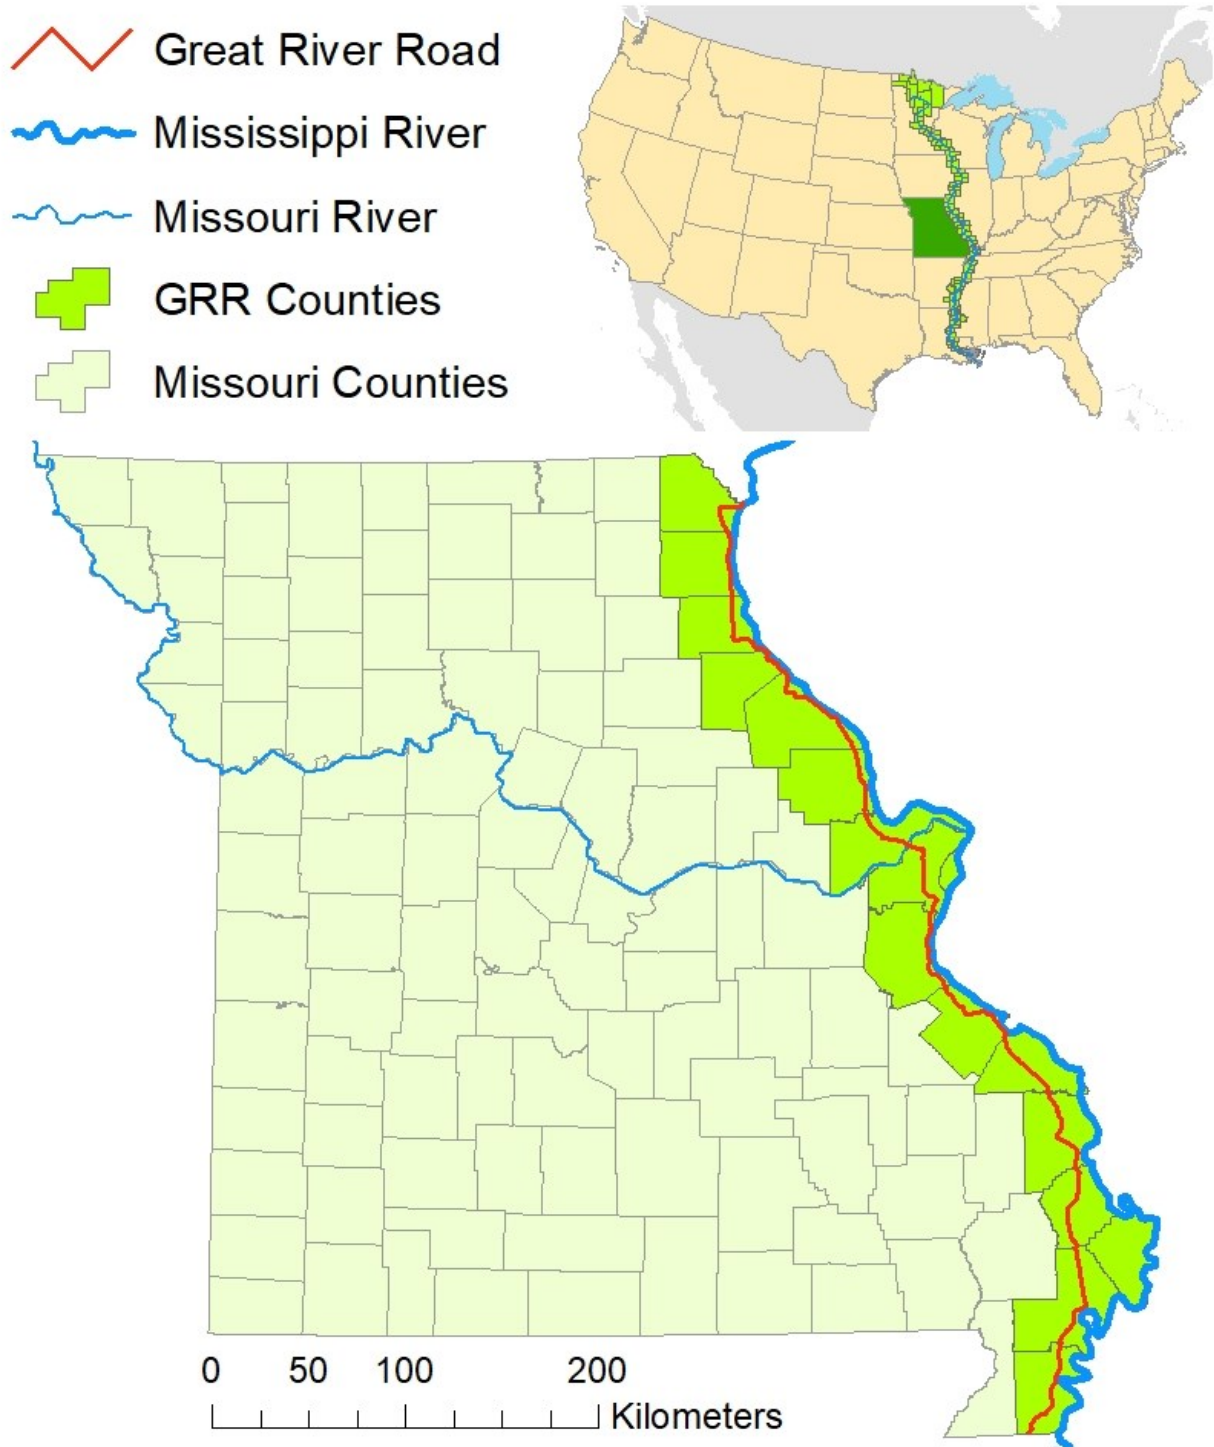 Great River Road
Mississippi River
Missouri River
GRR Counties
Missouri Counties
0 50 100 200
Kilometers